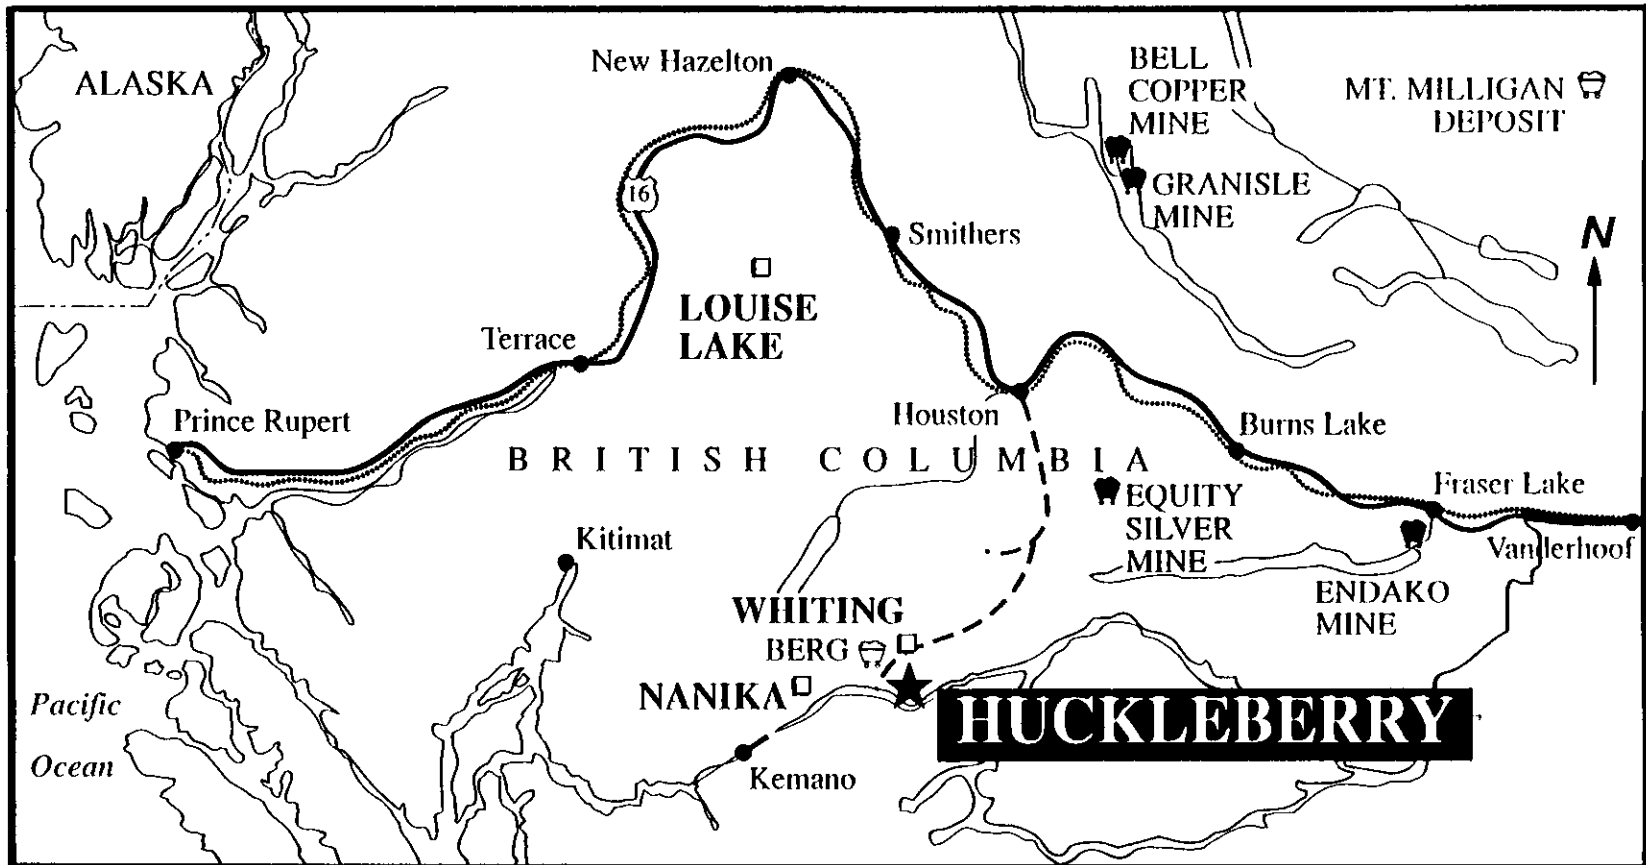 ALASKA
New Hazelton
BELL
COPPER
MINE
MT. MILLIGAN
DEPOSIT
16
GRANISLE
MINE
Smithers
N
LOUISE
LAKE
Terrace
Prince Rupert
Houston
Burns Lake
BRITISH COLUMBIA
EQUITY
SILVER
MINE
Fraser Lake
Vanderhoof
Kitimat
ENDAKO
MINE
WHITING
BERG
NANIKA
HUCKLEBERRY
Pacific
Ocean
Kemano